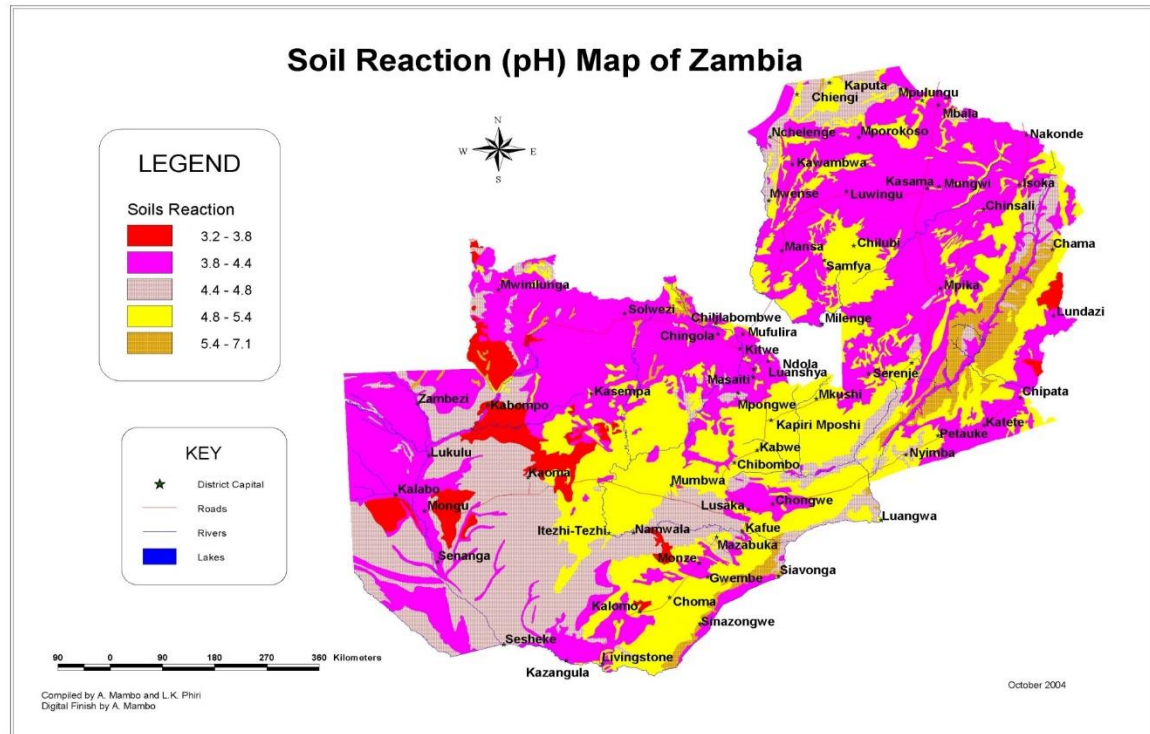 Soil Reaction (pH) Map of Zambia
LEGEND
Soils Reaction
3.2 - 3.8
3.8 - 4.4
4.4 - 4.8
4.8 - 5.4
5.4 - 7.1
N
W
E
S
KEY
District Capital
Roads
Rivers
Lakes
Kaputa
Chiengi
Mpulungu
Mbala
Nchelenge
Mporokoso
Nakonde
Kawambwa
Kasama
Mungwi
Isoka
Mwense
Luwingu
Chinsali
Mansa
Chilubi
Chama
Samfya
Mwinilunga
Mpika
Solwezi
Chililabombwe
Milenge
Lundazi
Chingola
Mufulira
Kitwe
Ndola
Luanshya
Masaiti
Serenje
Chipata
Zambezi
Kabompo
Kasempa
Mpongwe
Mkushi
Kapiri Mposhi
Katete
Petauke
Lukulu
Kabwe
Nyimba
Chibombo
Kaoma
Mumbwa
Kalabo
Mongu
Lusaka
Chongwe
Luangwa
Itezhi-Tezhi
Namwala
Kafue
Mazabuka
Senanga
Monze
Gwembe
Siavonga
Kalomo
Choma
Sinazongwe
Sesheke
Livingstone
Kazangula
90 0 90 180 270 360 Kilometers
Compiled by A. Mambo and L.K. Phiri
Digital Finish by A. Mambo
October 2004